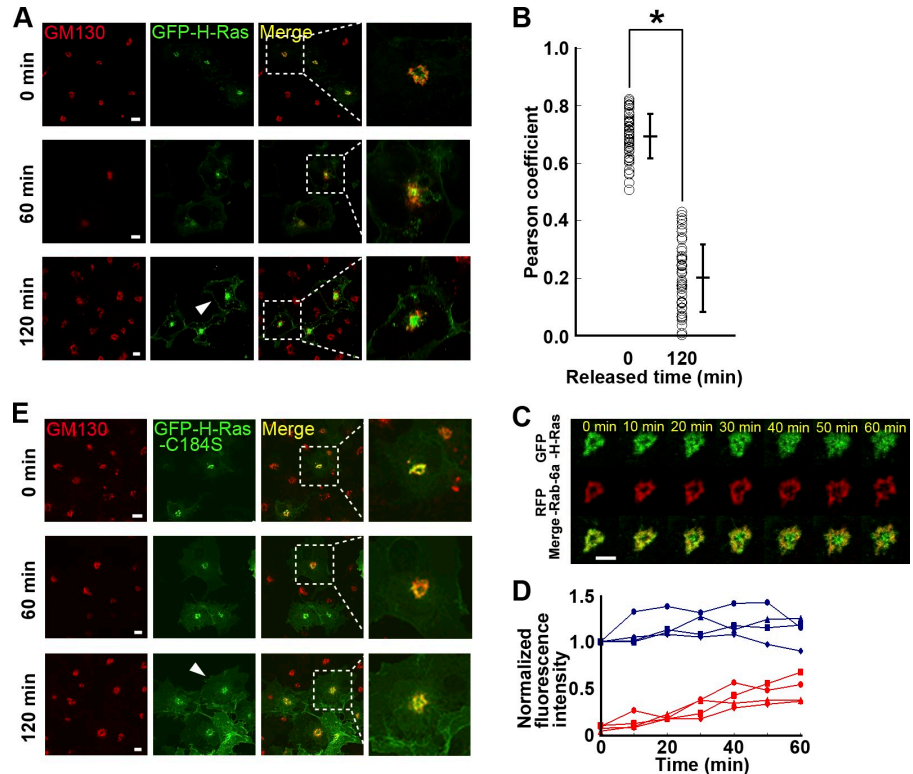 A
GM130 GFP-H-Ras Merge
0 min
60 min
120 min
B
*
Pearson coefficient
1.0
0.8
0.6
0.4
0.2
0.0
0 120
Released time (min)
E
GM130 GFP-H-Ras Merge
-C184S
0 min
60 min
120 min
C
0 min 10 min 20 min 30 min 40 min 50 min 60 min
GFP
-H-Ras
RFP
-Rab-6a
Merge
D
Normalized
fluorescence
intensity
1.5
1.0
0.5
0
0 20 40 60
Time (min)